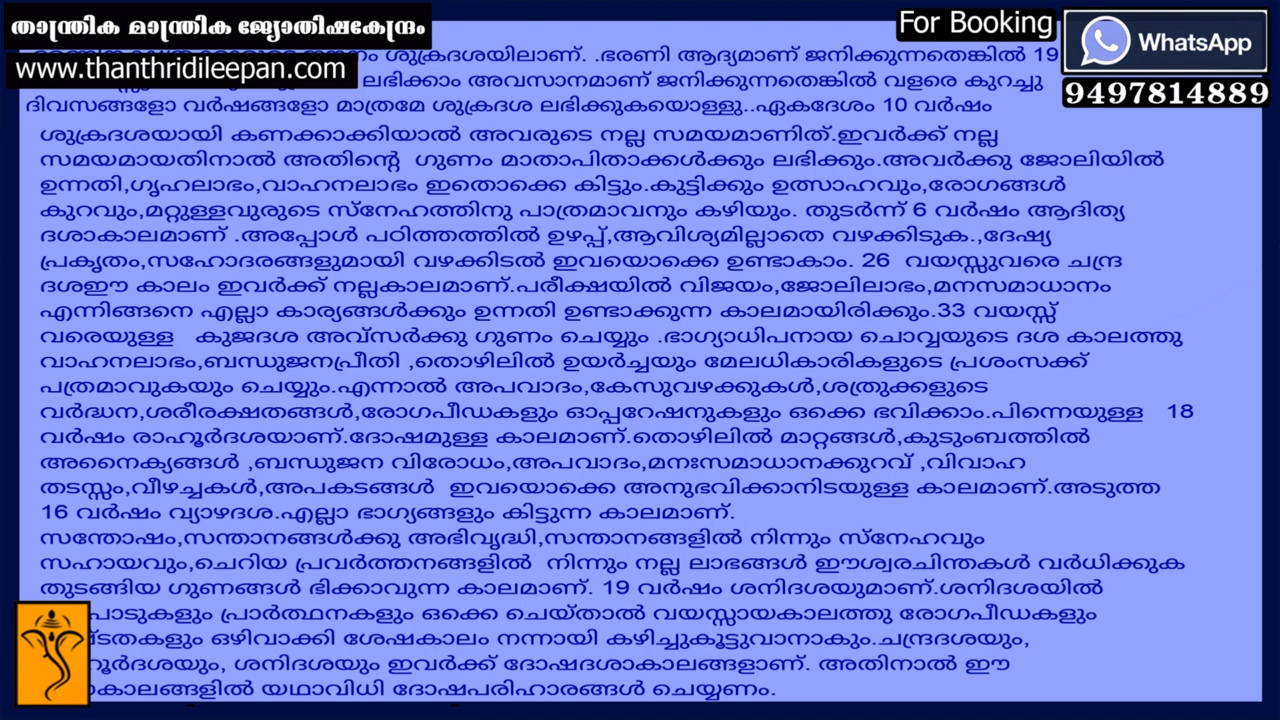 താന്ത്രിക മാന്ത്രിക ജ്യോതിഷകേന്ദ്രം
www.thanthridileepan.com
For Booking
WhatsApp
9497814889
ശുക്രദശയിലാണ്. .ഭരണി ആദ്യമാണ് ജനിക്കുന്നതെങ്കിൽ 19
ലഭിക്കാം അവസാനമാണ് ജനിക്കുന്നതെങ്കിൽ വളരെ കുറച്ചു
ദിവസങ്ങളോ വർഷങ്ങളോ മാത്രമേ ശുക്രദശ ലഭിക്കുകയൊള്ളു..ഏകദേശം 10 വർഷം
ശുക്രദശയായി കണക്കാക്കിയാൽ അവരുടെ നല്ല സമയമാണിത്.ഇവർക്ക് നല്ല
സമയമായതിനാൽ അതിന്റെ ഗുണം മാതാപിതാക്കൾക്കും ലഭിക്കും.അവർക്കു ജോലിയിൽ
ഉന്നതി,ഗൃഹലാഭം,വാഹനലാഭം ഇതൊക്കെ കിട്ടും.കുട്ടിക്കും ഉത്സാഹവും,രോഗങ്ങൾ
കുറവും,മറ്റുള്ളവുരുടെ സ്നേഹത്തിനു പാത്രമാവനും കഴിയും. തുടർന്ന് 6 വർഷം ആദിത്യ
ദശാകാലമാണ് .അപ്പോൾ പഠിത്തത്തിൽ ഉഴപ്പ്,ആവിശ്യമില്ലാതെ വഴക്കിടുക.,ദേഷ്യ
പ്രകൃതം,സഹോദരങ്ങളുമായി വഴക്കിടൽ ഇവയൊക്കെ ഉണ്ടാകാം. 26 വയസ്സുവരെ ചന്ദ്ര
ദശഈ കാലം ഇവർക്ക് നല്ലകാലമാണ്.പരീക്ഷയിൽ വിജയം,ജോലിലാഭം,മനസമാധാനം
എന്നിങ്ങനെ എല്ലാ കാര്യങ്ങൾക്കും ഉന്നതി ഉണ്ടാക്കുന്ന കാലമായിരിക്കും.33 വയസ്സ്
വരെയുള്ള കുജദശ അവ്സർക്കു ഗുണം ചെയ്യും .ഭാഗ്യാധിപനായ ചൊവ്വയുടെ ദശ കാലത്തു
വാഹനലാഭം,ബന്ധുജനപ്രീതി ,തൊഴിലിൽ ഉയർച്ചയും മേലധികാരികളുടെ പ്രശംസക്ക്
പത്രമാവുകയും ചെയ്യും.എന്നാൽ അപവാദം,കേസുവഴക്കുകൾ,ശത്രുക്കളുടെ
വർദ്ധന,ശരീരക്ഷതങ്ങൾ,രോഗപീഡകളും ഓപ്പറേഷനുകളും ഒക്കെ ഭവിക്കാം.പിന്നെയുള്ള 18
വർഷം രാഹൂർദശയാണ്.ദോഷമുള്ള കാലമാണ്.തൊഴിലിൽ മാറ്റങ്ങൾ,കുടുംബത്തിൽ
അനൈക്യങ്ങൾ ,ബന്ധുജന വിരോധം,അപവാദം,മനഃസമാധാനക്കുറവ് ,വിവാഹ
തടസ്സം,വീഴച്ചകൾ,അപകടങ്ങൾ ഇവയൊക്കെ അനുഭവിക്കാനിടയുള്ള കാലമാണ്.അടുത്ത
16 വർഷം വ്യാഴദശ.എല്ലാ ഭാഗ്യങ്ങളും കിട്ടുന്ന കാലമാണ്.
സന്തോഷം,സന്താനങ്ങൾക്കു അഭിവൃദ്ധി,സന്താനങ്ങളിൽ നിന്നും സ്നേഹവും
സഹായവും,ചെറിയ പ്രവർത്തനങ്ങളിൽ നിന്നും നല്ല ലാഭങ്ങൾ ഈശ്വരചിന്തകൾ വർധിക്കുക
തുടങ്ങിയ ഗുണങ്ങൾ ഭിക്കാവുന്ന കാലമാണ്. 19 വർഷം ശനിദശയുമാണ്.ശനിദശയിൽ
പാടുകളും പ്രാർത്ഥനകളും ഒക്കെ ചെയ്താൽ വയസ്സായകാലത്തു രോഗപീഡകളും
ടതകളും ഒഴിവാക്കി ശേഷകാലം നന്നായി കഴിച്ചുകൂട്ടുവാനാകും.ചന്ദ്രദശയും,
ഹൂർദശയും, ശനിദശയും ഇവർക്ക് ദോഷദശാകാലങ്ങളാണ്. അതിനാൽ ഈ
കാലങ്ങളിൽ യഥാവിധി ദോഷപരിഹാരങ്ങൾ ചെയ്യണം.